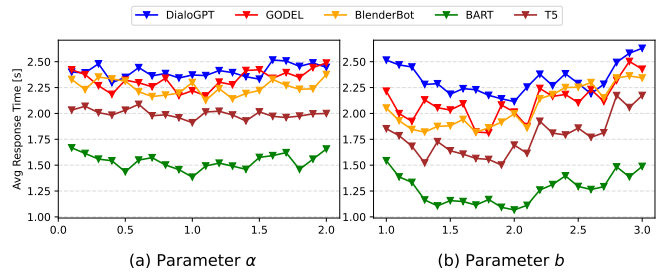 DialoGPT GODEL BlenderBot BART T5
Avg Response Time [s]
2.50
2.25
2.00
1.75
1.50
1.25
1.00
0.0 0.5 1.0 1.5 2.0
(a) Parameter α
2.50
2.25
2.00
1.75
1.50
1.25
1.00
1.0 1.5 2.0 2.5 3.0
(b) Parameter b